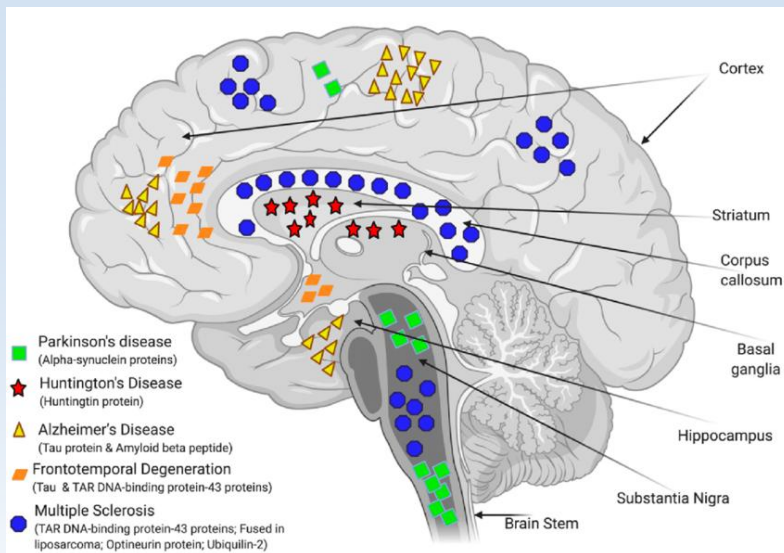 Cortex
Striatum
Corpus
callosum
Basal
ganglia
Hippocampus
Substantia Nigra
Brain Stem
Parkinson's disease
(Alpha-synuclein proteins)
Huntington's Disease
(Huntingtin protein)
Alzheimer's Disease
(Tau protein & Amyloid beta peptide)
Frontotemporal Degeneration
(Tau & TAR DNA-binding protein-43 proteins)
Multiple Sclerosis
(TAR DNA-binding protein-43 proteins; Fused in
liposarcoma; Optineurin protein; Ubiquilin-2)